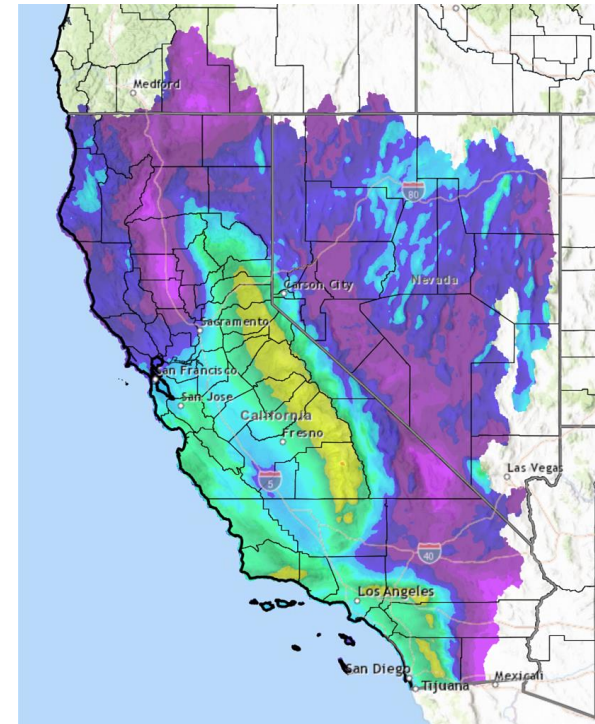 Medford
80
Carson City
Nevada
Sacramento
San Francisco
San Jose
California
Fresno
5
Las Vegas
40
Los Angeles
San Diego
Tijuana
Mexicali